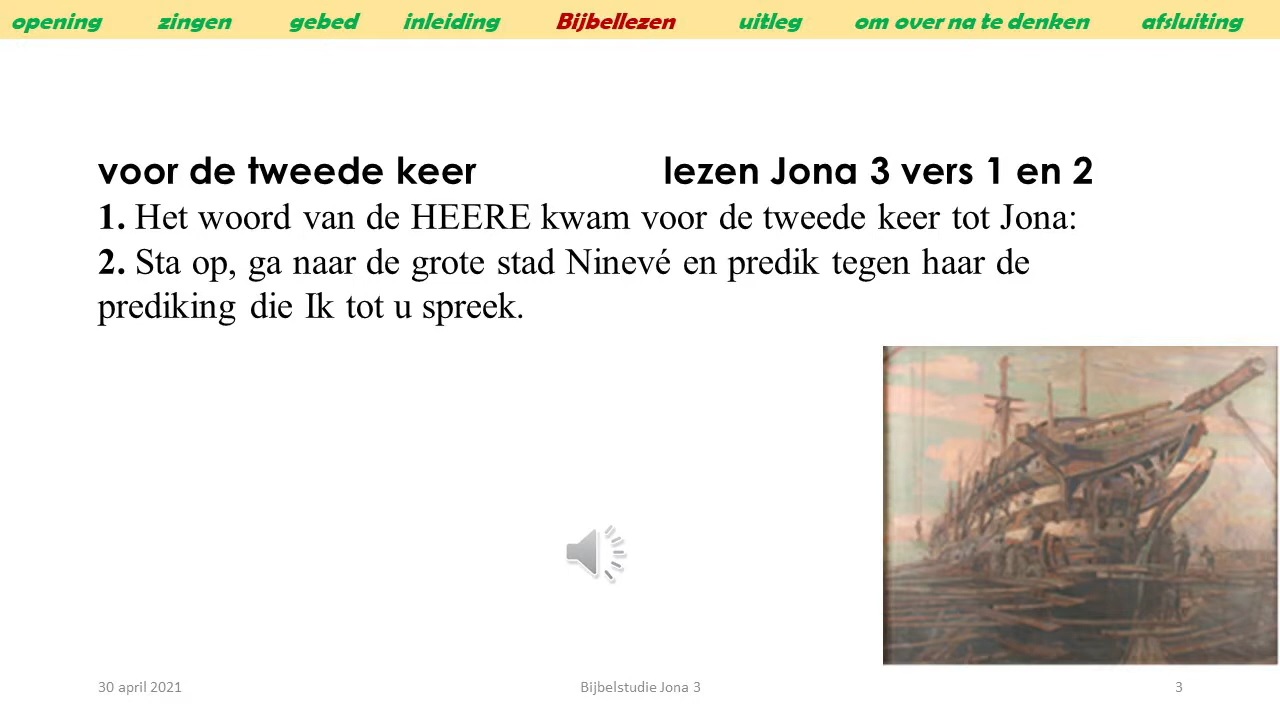 opening zingen gebed inleiding Bijbellezen uitleg om over na te denken afsluiting
voor de tweede keer lezen Jona 3 vers 1 en 2
1. Het woord van de HEERE kwam voor de tweede keer tot Jona:
2. Sta op, ga naar de grote stad Ninevé en predik tegen haar de
prediking die Ik tot u spreek.
30 april 2021 Bijbelstudie Jona 3 3